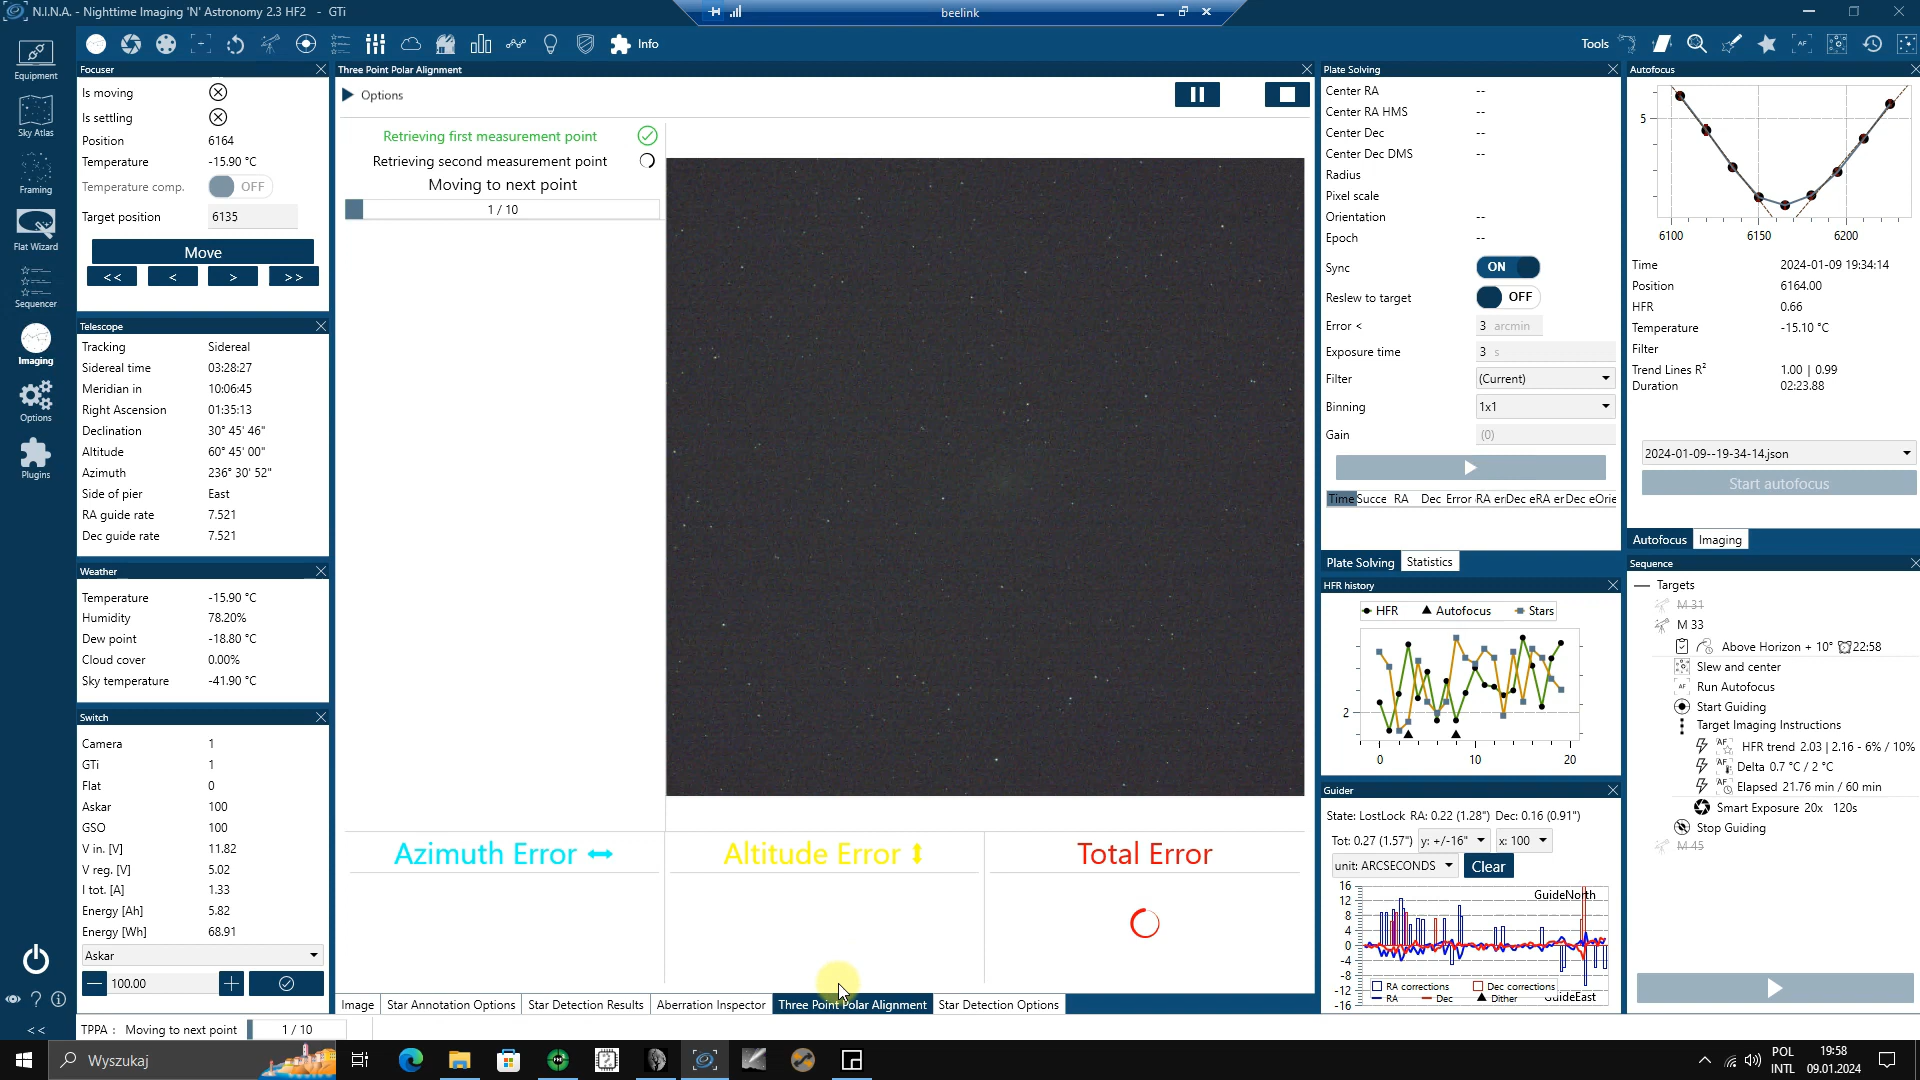 N.I.N.A. - Nighttime Imaging 'N' Astronomy 2.3 HF2 - GTi
beelink
Info
Tools
Equipment
Sky Atlas
Framing
Flat Wizard
Sequencer
Imaging
Options
Plugins
Focuser
Is moving
Is settling
Position 6164
Temperature -15.90 °C
Temperature comp. OFF
Target position 6135
Move
<< < > >>
Telescope
Tracking Sidereal
Sidereal time 03:28:27
Meridian in 10:06:45
Right Ascension 01:35:13
Declination 30° 45' 46"
Altitude 60° 45' 00"
Azimuth 236° 30' 52"
Side of pier East
RA guide rate 7.521
Dec guide rate 7.521
Weather
Temperature -15.90 °C
Humidity 78.20%
Dew point -18.80 °C
Cloud cover 0.00%
Sky temperature -41.90 °C
Switch
Camera 1
GTi 1
Flat 0
Askar 100
GSO 100
V in. [V] 11.82
V reg. [V] 5.02
I tot. [A] 1.33
Energy [Ah] 5.82
Energy [Wh] 68.91
Askar
100.00
<<
TPPA : Moving to next point 1 / 10
Three Point Polar Alignment
Options
Retrieving first measurement point
Retrieving second measurement point
Moving to next point
1 / 10
Azimuth Error
Altitude Error
Total Error
Image
Star Annotation Options
Star Detection Results
Aberration Inspector
Three Point Polar Alignment
Star Detection Options
Plate Solving
Center RA --
Center RA HMS --
Center Dec --
Center Dec DMS --
Radius
Pixel scale
Orientation --
Epoch --
Sync ON
Reslew to target OFF
Error < 3 arcmin
Exposure time 3 s
Filter (Current)
Binning 1x1
Gain (0)
Time Succe RA Dec Error RA erDec eRA erDec eOrie
Plate Solving Statistics
HFR history
HFR Autofocus Stars
2
0 10 20
Guider
State: LostLock RA: 0.22 (1.28") Dec: 0.16 (0.91")
Tot: 0.27 (1.57") y: +/-16" x: 100
unit: ARCSECONDS Clear
16
12
8
4
0
-4
-8
-12
-16
GuideNorth
RA corrections Dec corrections
RA Dec Dither GuideEast
Autofocus
5
6100 6150 6200
Time 2024-01-09 19:34:14
Position 6164.00
HFR 0.66
Temperature -15.10 °C
Filter
Trend Lines R² 1.00 | 0.99
Duration 02:23.88
2024-01-09--19-34-14.json
Start autofocus
Autofocus Imaging
Sequence
Targets
M 31
M 33
Above Horizon + 10° 22:58
Slew and center
AF Run Autofocus
Start Guiding
Target Imaging Instructions
AF HFR trend 2.03 | 2.16 - 6% / 10%
AF Delta 0.7 °C / 2 °C
AF Elapsed 21.76 min / 60 min
Smart Exposure 20x 120s
Stop Guiding
M 45
Wyszukaj
POL
INTL
19:58
09.01.2024